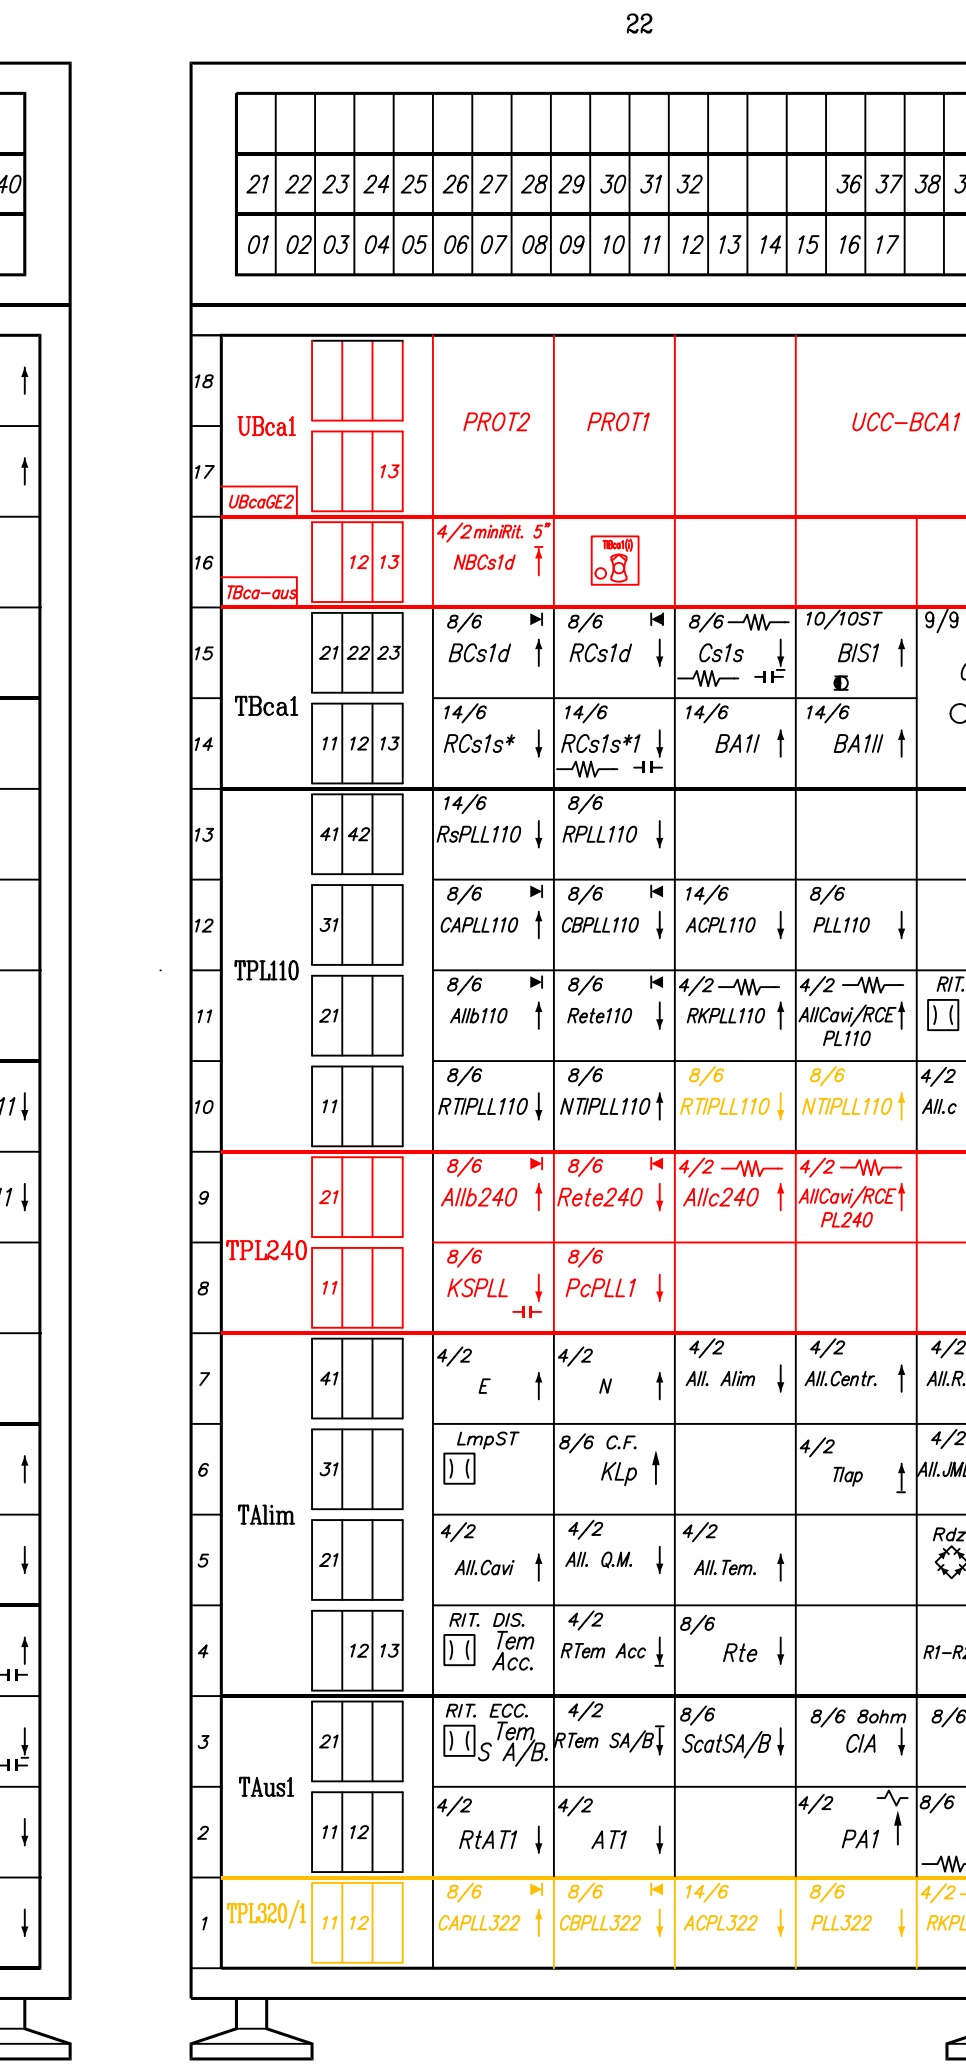 22
40
21 22 23 24 25 26 27 28 29 30 31 32 36 37 38
01 02 03 04 05 06 07 08 09 10 11 12 13 14 15 16 17
18
UBca1
PROT2 PROT1 UCC-BCA1
17 13
UBcaGE2
4/2 miniRit. 5"
16 12 13 NBCs1d TBca1(i)
TBca-aus
8/6 8/6 8/6 10/10ST 9/9
15 21 22 23 BCs1d RCs1d Cs1s BIS1
TBca1
14/6 14/6 14/6 14/6
14 11 12 13 RCs1s* RCs1s*1 BA1I BA1II
14/6 8/6
13 41 42 RsPLL110 RPLL110
8/6 8/6 14/6 8/6
12 31 CAPLL110 CBPLL110 ACPL110 PLL110
TPL110
8/6 8/6 4/2 4/2 RIT.
11 21 Allb110 Rete110 RKPLL110 AllCavi/RCE
PL110
8/6 8/6 8/6 8/6 4/2
11 10 11 RTIPLL110 NTIPLL110 RTIPLL110 NTIPLL110 All.c
8/6 8/6 4/2 4/2
9 21 Allb240 Rete240 Allc240 AllCavi/RCE
PL240
TPL240
8/6 8/6
8 11 KSPLL PcPLL1
4/2 4/2 4/2 4/2 4/2
7 41 E N All. Alim All.Centr. All.R.
LmpST 8/6 C.F. 4/2 4/2
6 31 KLp TIap
TAlim
4/2 4/2 4/2 Rdz
5 21 All.Cavi All. Q.M. All.Tem.
RIT. DIS. 4/2 8/6
4 12 13 Tem RTem Acc Rte
Acc.
RIT. ECC. 4/2 8/6 8/6 8ohm 8/6
3 21 Tem RTem SA/B ScatSA/B CIA
S A/B.
TAus1
4/2 4/2 4/2 8/6
2 11 12 RtAT1 AT1 PA1
8/6 8/6 14/6 8/6 4/2
1 TPL320/1 11 12 CAPLL322 CBPLL322 ACPL322 PLL322